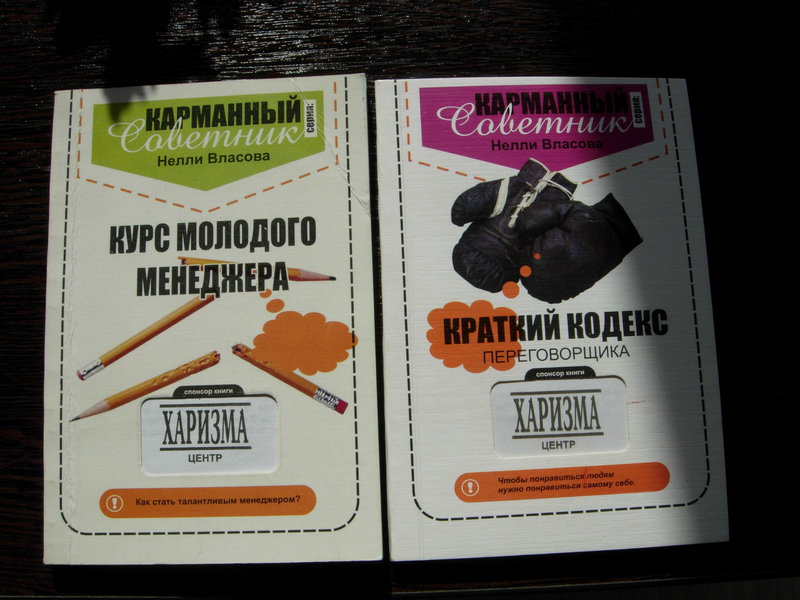 КАРМАННЫЙ
Советник
серия:
Нелли Власова
КУРС МОЛОДОГО
МЕНЕДЖЕРА
спонсор книги
ХАРИЗМА
ЦЕНТР
Как стать талантливым менеджером?
КАРМАННЫЙ
Советник
серия:
Нелли Власова
КРАТКИЙ КОДЕКС
ПЕРЕГОВОРЩИКА
спонсор книги
ХАРИЗМА
ЦЕНТР
Чтобы понравиться людям
нужно понравиться самому себе.